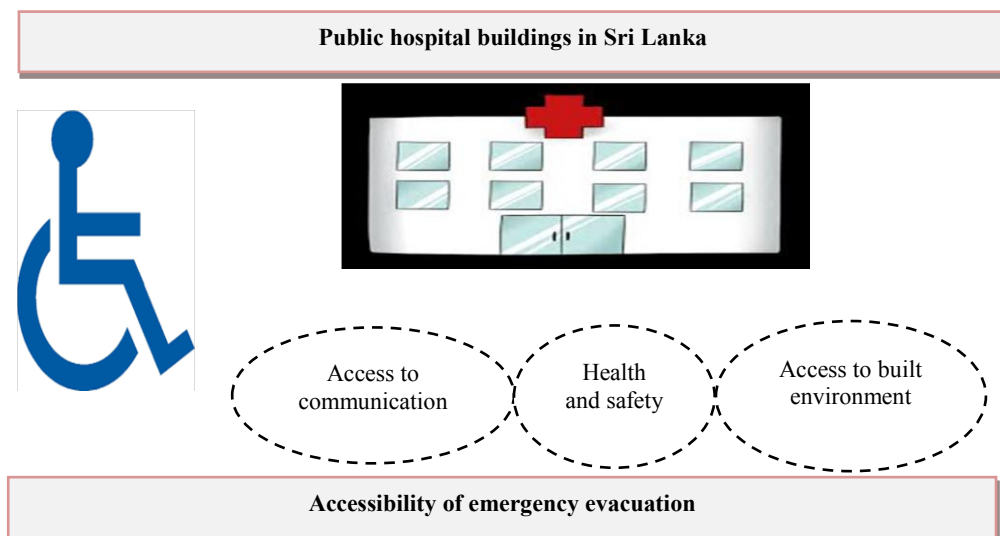 Public hospital buildings in Sri Lanka
Access to
communication
Health
and safety
Access to built
environment
Accessibility of emergency evacuation